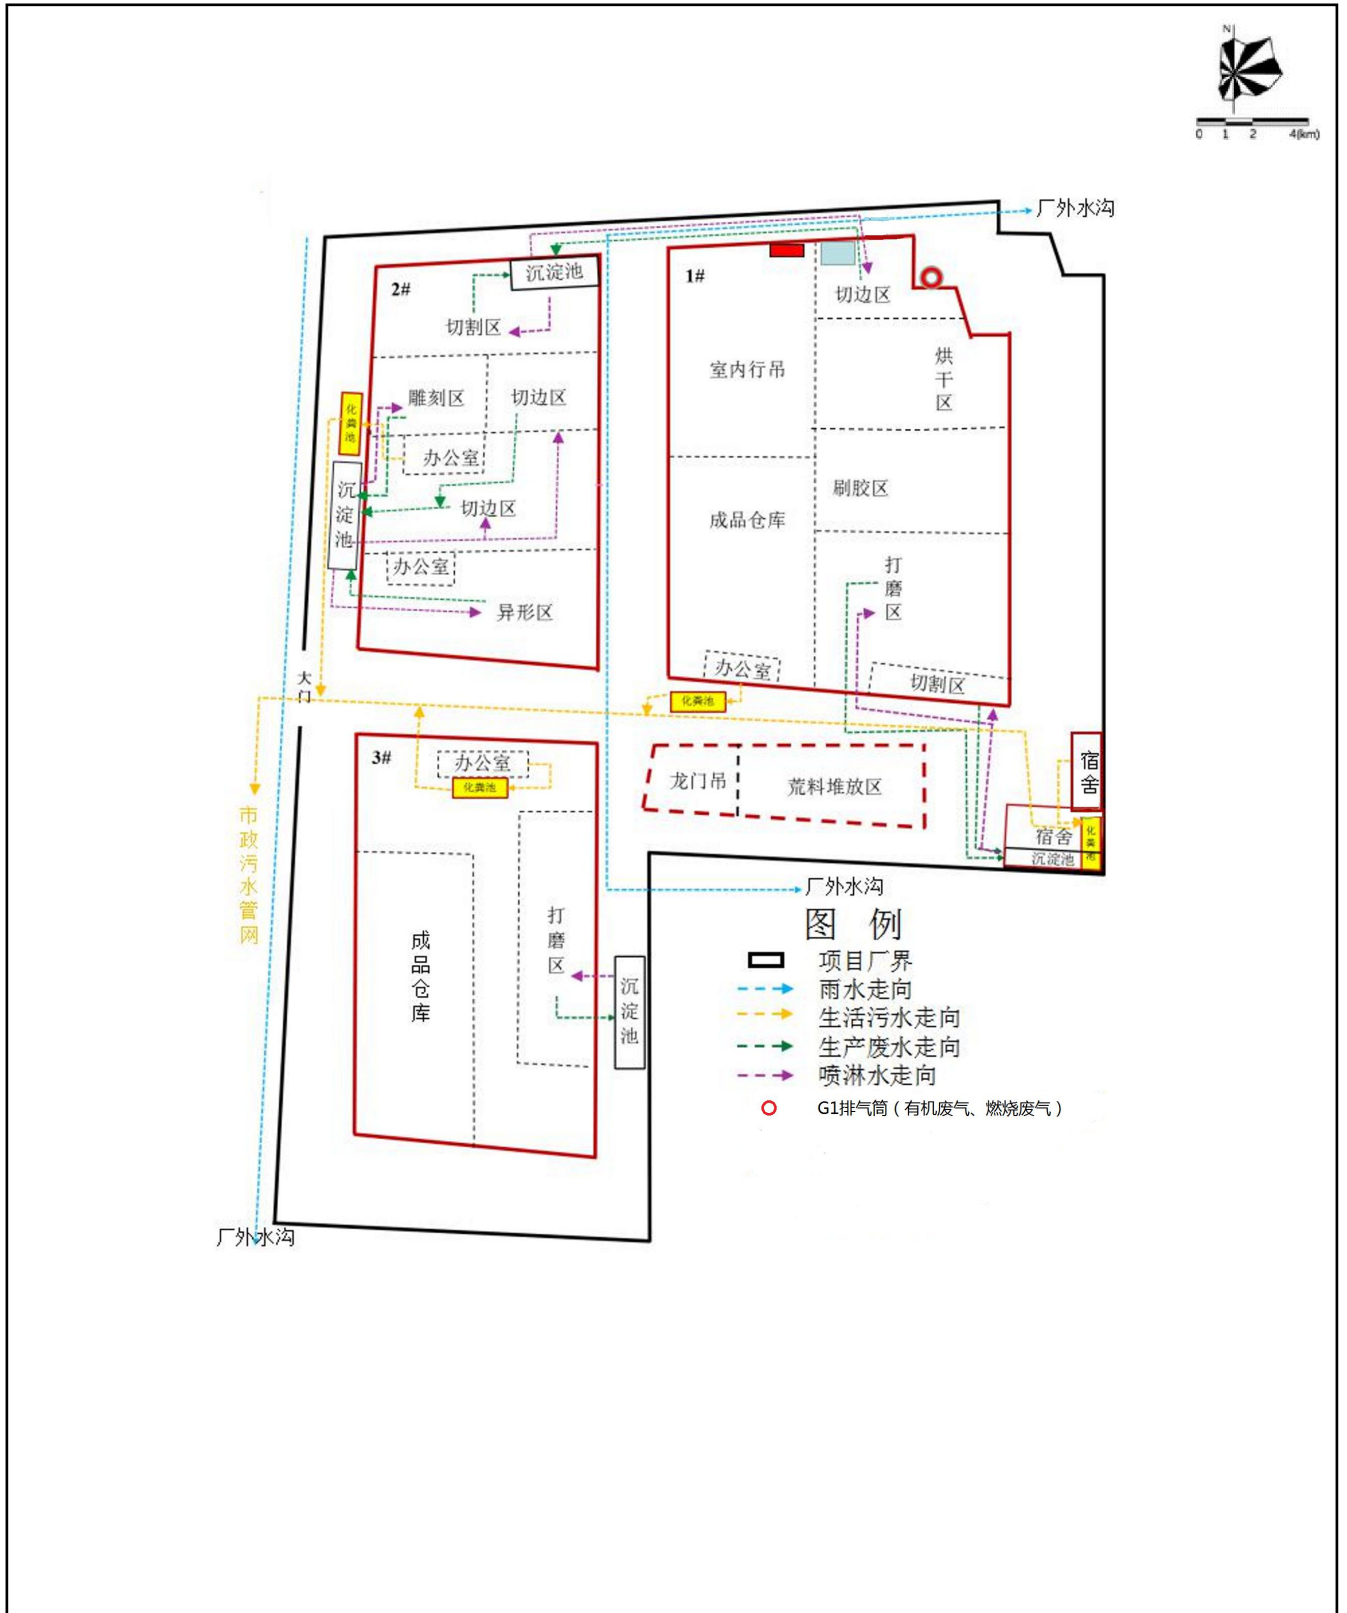 N
0 1 2 4(km)
厂外水沟
沉淀池
2#
1#
切边区
切割区
室内行吊
烘干区
雕刻区
切边区
化粪池
办公室
沉淀池
切边区
刷胶区
成品仓库
办公室
打磨区
异形区
办公室
切割区
大门
化粪池
3#
办公室
化粪池
龙门吊
荒料堆放区
宿舍
宿舍
化粪池
沉淀池
市政污水管网
厂外水沟
成品仓库
打磨区
沉淀池
图 例
项目厂界
雨水走向
生活污水走向
生产废水走向
喷淋水走向
G1排气筒（有机废气、燃烧废气）
厂外水沟